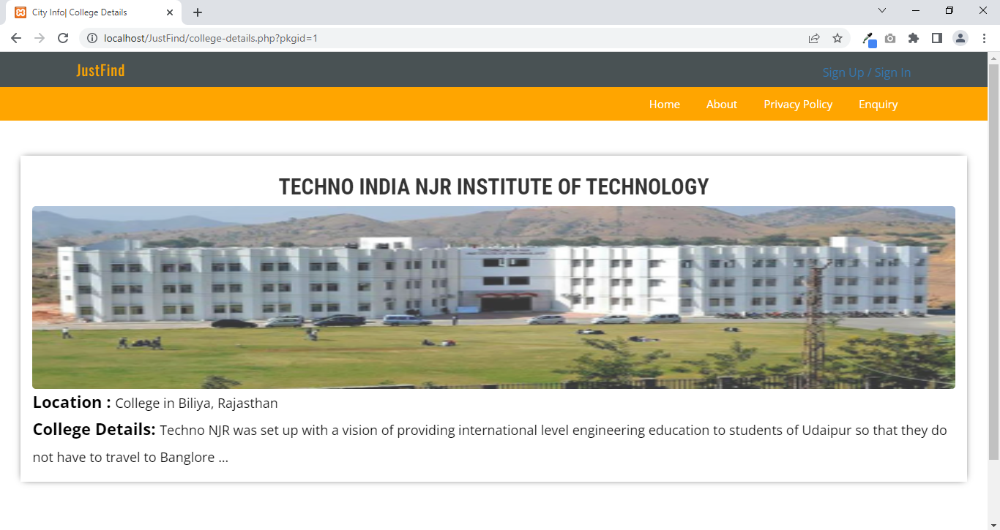 City Info| College Details
localhost/JustFind/college-details.php?pkgid=1
JustFind
Sign Up / Sign In
Home About Privacy Policy Enquiry
TECHNO INDIA NJR INSTITUTE OF TECHNOLOGY
Location : College in Biliya, Rajasthan
College Details: Techno NJR was set up with a vision of providing international level engineering education to students of Udaipur so that they do
not have to travel to Banglore ...